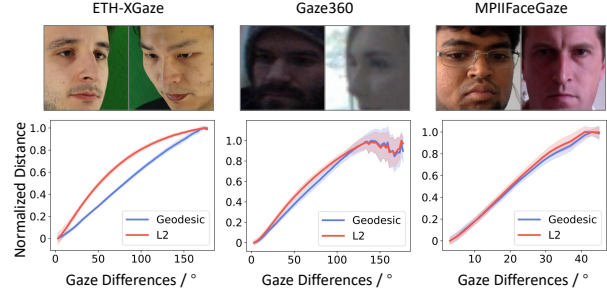 ETH-XGaze
Gaze360
MPIIFaceGaze
Normalized Distance
1.0
0.8
0.6
0.4
0.2
0
0 50 100 150
Geodesic
L2
Gaze Differences / °
1.0
0.8
0.6
0.4
0.2
0
0 50 100 150
Geodesic
L2
Gaze Differences / °
1.0
0.8
0.6
0.4
0.2
0
10 20 30 40
Geodesic
L2
Gaze Differences / °